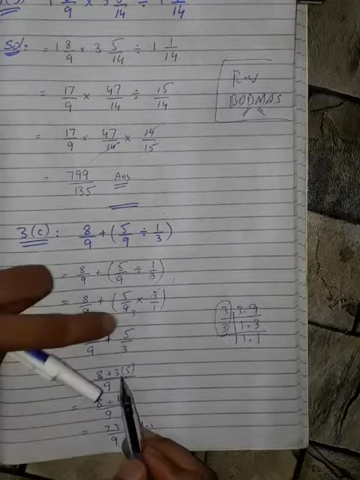 Solⁿ: = 1 8/9 × 3 5/14 ÷ 1 1/14
= 17/9 × 47/14 ÷ 15/14
= 17/9 × 47/14 × 14/15
= 799/135 Ans
R-w
BODMAS
3(c): 8/9 + (5/9 ÷ 1/3)
= 8/9 + (5/9 ÷ 1/3)
= 8/9 + (5/9 × 3/1)
3 | 3, 9
3 | 1, 3
1, 1
9 + 5/3
8+3(5)
9
= 23/9